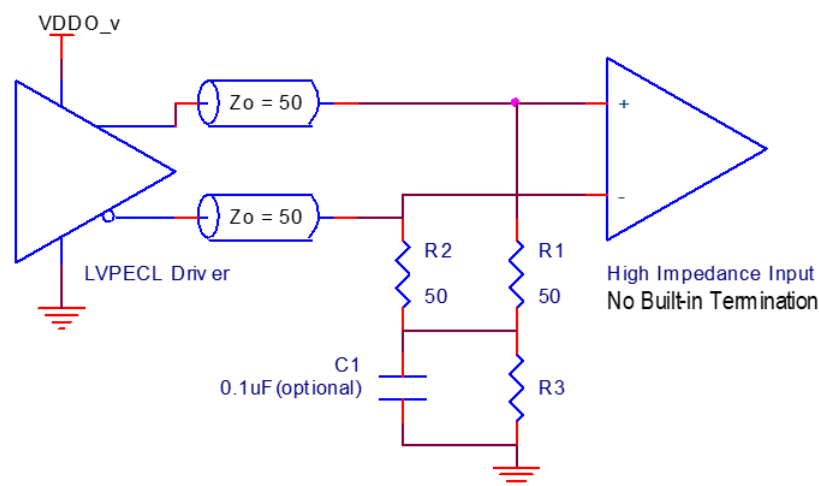 VDDO_v
Zo = 50
+
Zo = 50
-
LVPECL Driver
R2
50
R1
50
High Impedance Input
No Built-in Termination
C1
0.1uF(optional)
R3